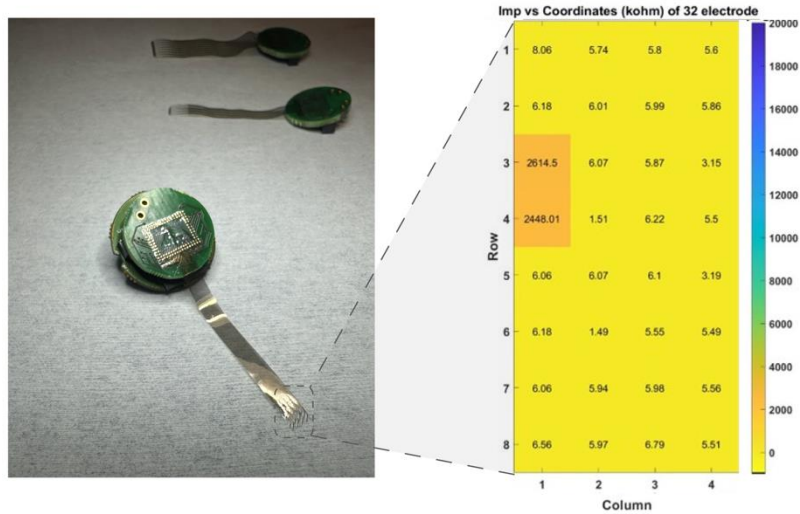 Imp vs Coordinates (kohm) of 32 electrode
1 8.06 5.74 5.8 5.6
2 6.18 6.01 5.99 5.86
3 2614.5 6.07 5.87 3.15
4 2448.01 1.51 6.22 5.5
5 6.06 6.07 6.1 3.19
6 6.18 1.49 5.55 5.49
7 6.06 5.94 5.98 5.56
8 6.56 5.97 6.79 5.51
1 2 3 4
Row
Column
20000
18000
16000
14000
12000
10000
8000
6000
4000
2000
0